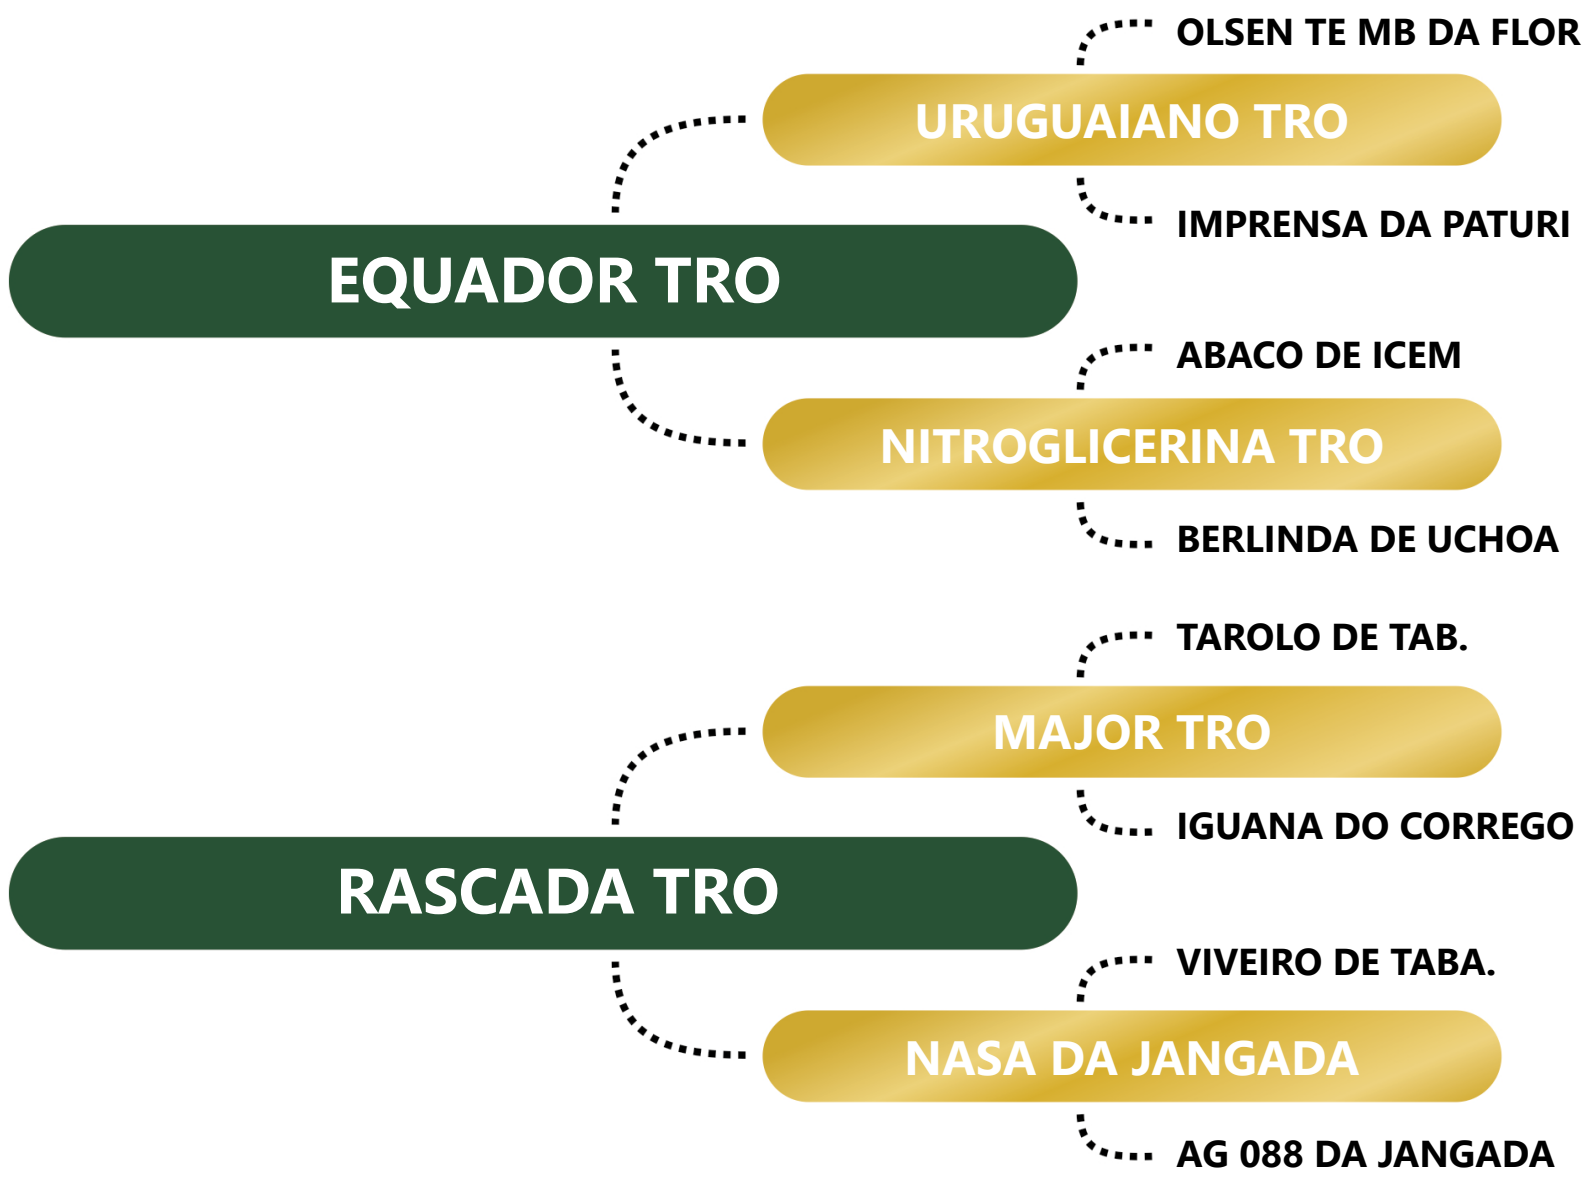 OLSEN TE MB DA FLOR
URUGUAIANO TRO
IMPRENSA DA PATURI
EQUADOR TRO
ABACO DE ICEM
NITROGLICERINA TRO
BERLINDA DE UCHOA
TAROLO DE TAB.
MAJOR TRO
IGUANA DO CORREGO
RASCADA TRO
VIVEIRO DE TABA.
NASA DA JANGADA
AG 088 DA JANGADA